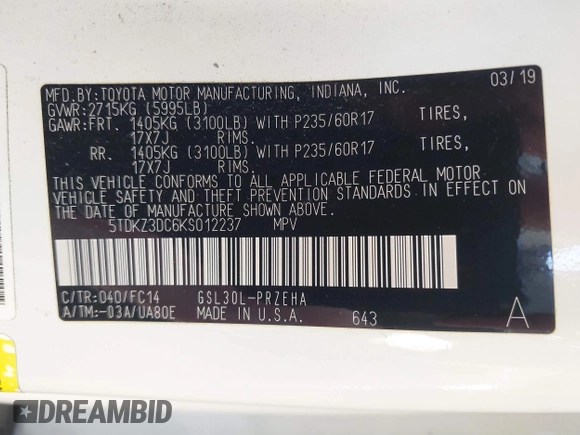 MFD.BY:TOYOTA MOTOR MANUFACTURING, INDIANA, INC. 03/19
GVWR:2715KG (5995LB)
GAWR:FRT. 1405KG (3100LB) WITH P235/60R17 TIRES,
17X7J RIMS.
RR. 1405KG (3100LB) WITH P235/60R17 TIRES,
17X7J RIMS.
THIS VEHICLE CONFORMS TO ALL APPLICABLE FEDERAL MOTOR
VEHICLE SAFETY AND THEFT PREVENTION STANDARDS IN EFFECT ON
THE DATE OF MANUFACTURE SHOWN ABOVE.
5TDKZ3DC6KS012237 MPV
C/TR:040/FC14 GSL30L-PRZEHA
A/TM:-03A/UA80E MADE IN U.S.A. 643 A
DREAMBID